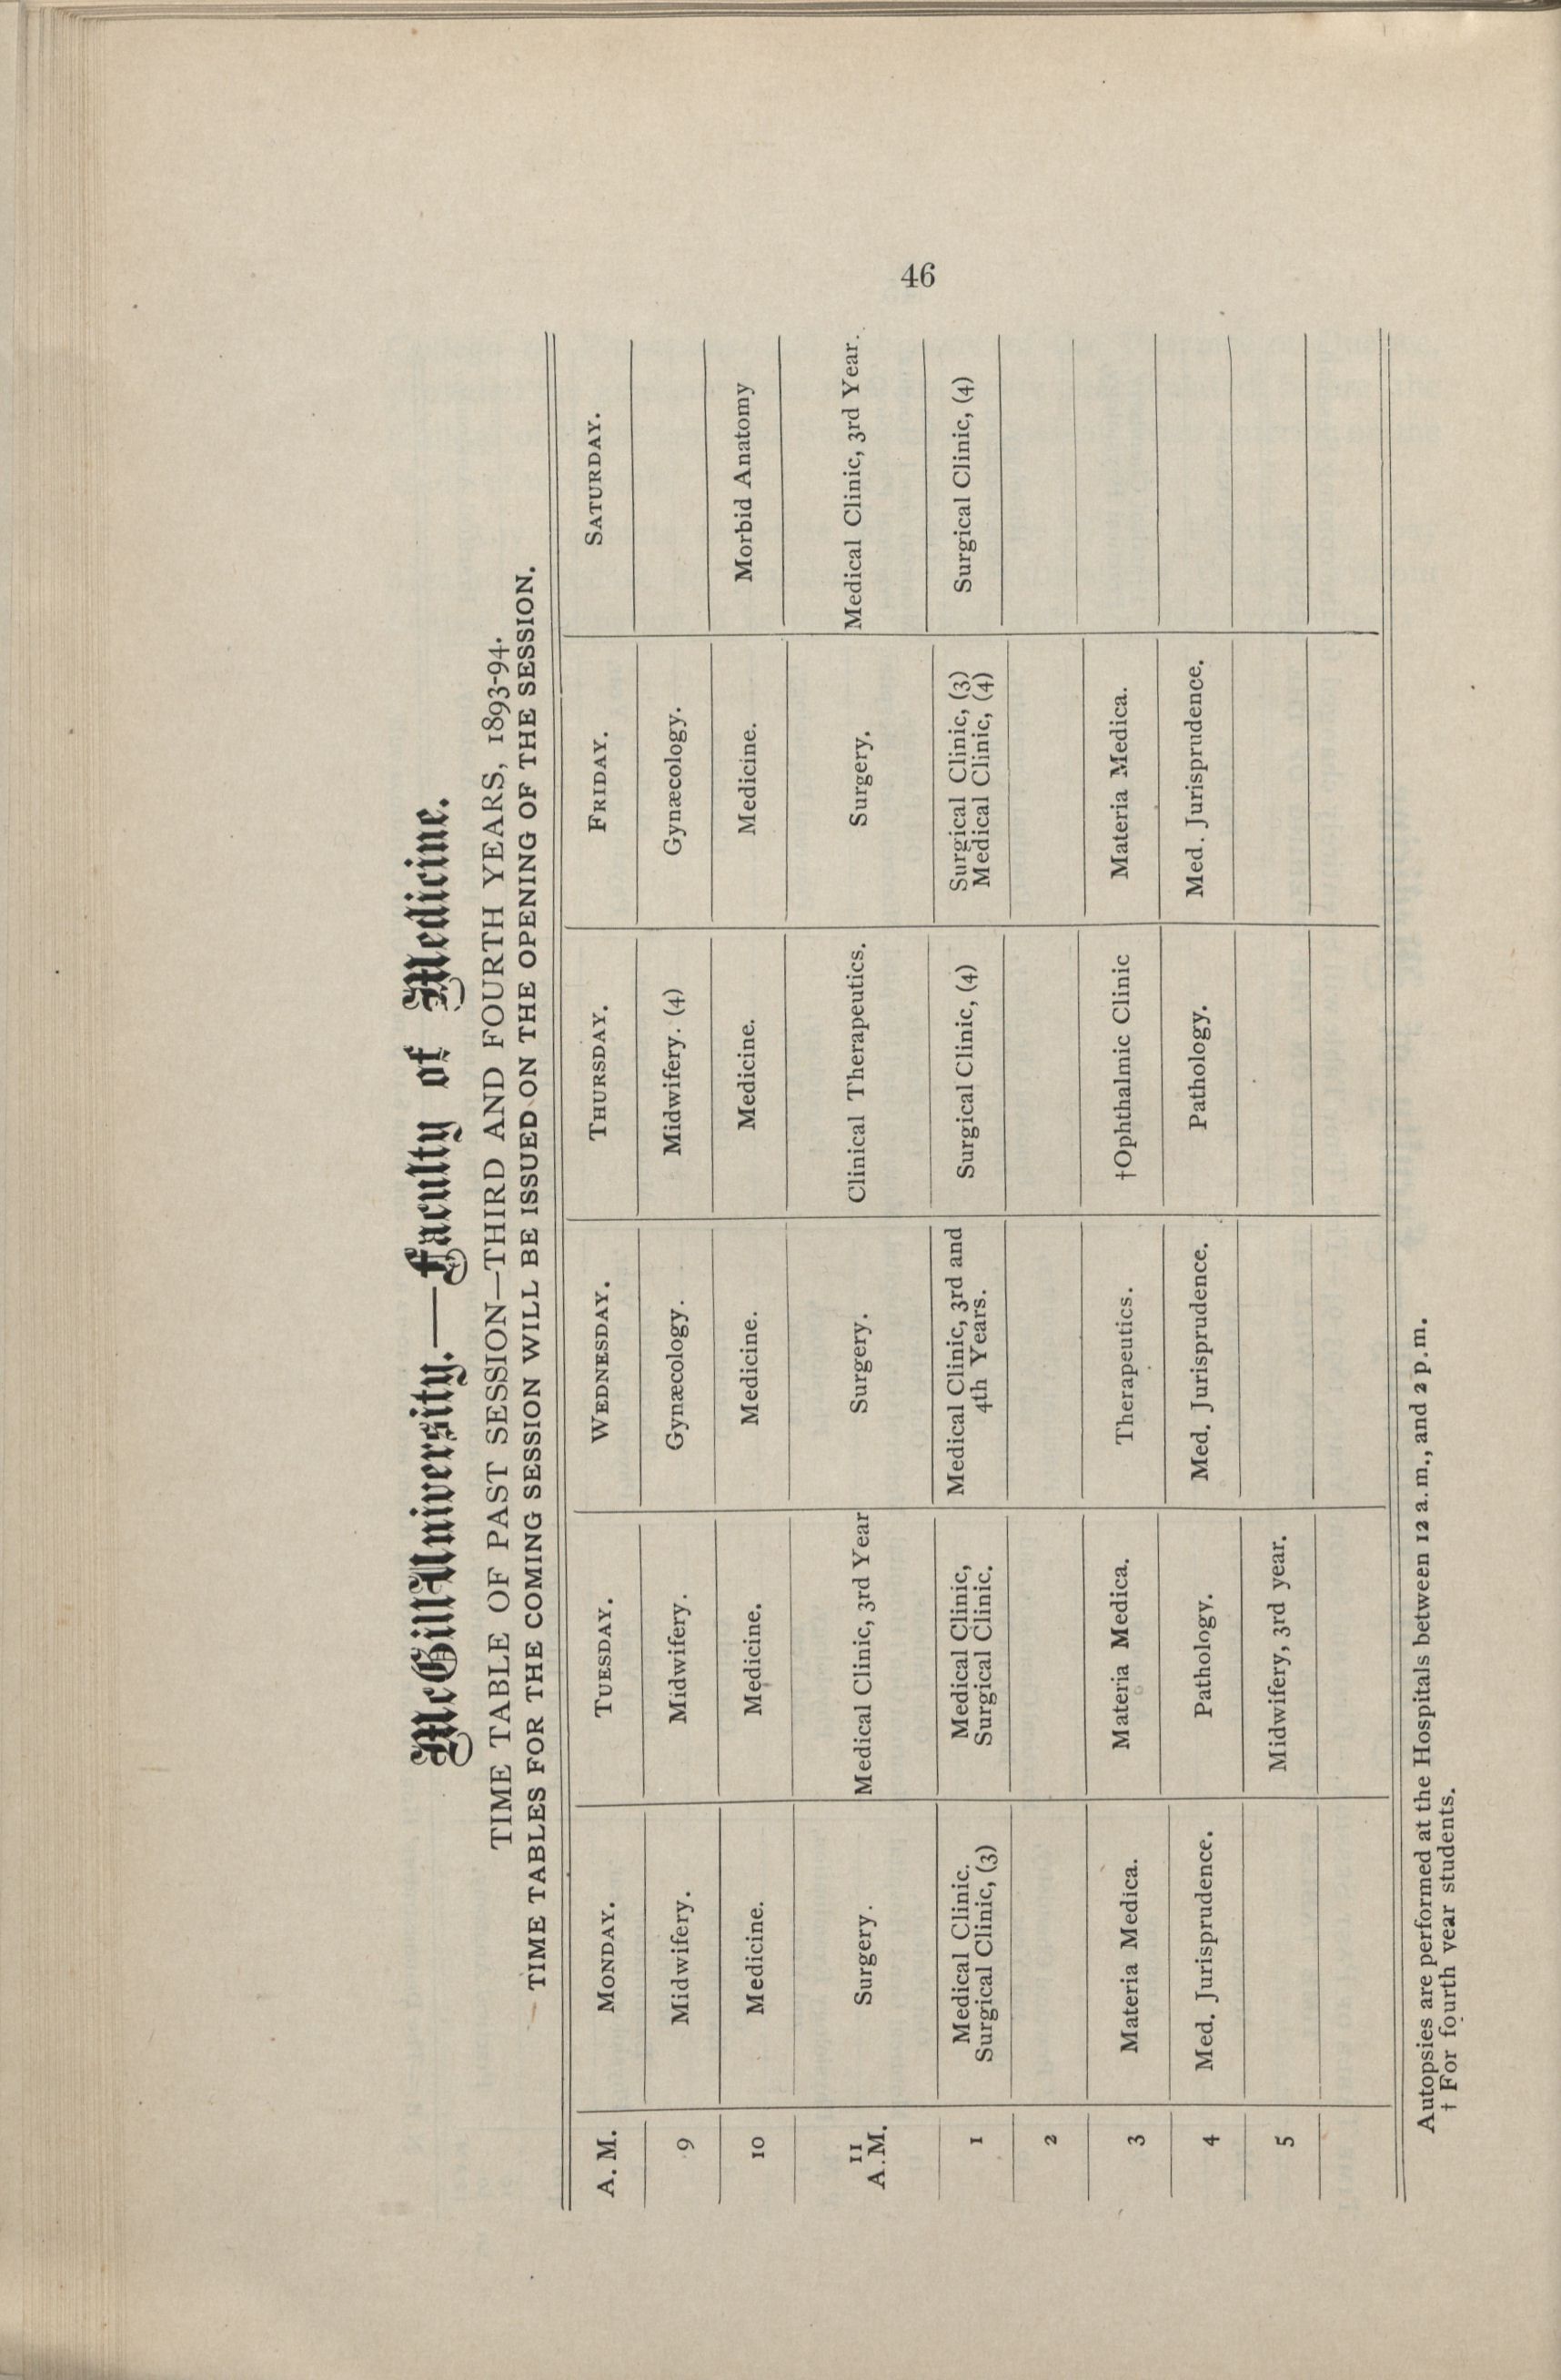 46
McGill University.—Faculty of Medicine.
TIME TABLE OF PAST SESSION—THIRD AND FOURTH YEARS, 1893-94.
TIME TABLES FOR THE COMING SESSION WILL BE ISSUED ON THE OPENING OF THE SESSION.
A. M. MONDAY. TUESDAY. WEDNESDAY. THURSDAY. FRIDAY. SATURDAY.
9 Midwifery. Midwifery. Gynæcology. Midwifery. (4) Gynæcology.
10 Medicine. Medicine. Medicine. Medicine. Medicine. Morbid Anatomy
11 A.M. Surgery. Medical Clinic, 3rd Year Surgery. Clinical Therapeutics. Surgery. Medical Clinic, 3rd Year.
1 Medical Clinic. Surgical Clinic, (3) Medical Clinic, Surgical Clinic. Medical Clinic, 3rd and 4th Years. Surgical Clinic, (4) Surgical Clinic, (3) Medical Clinic, (4) Surgical Clinic, (4)
2
3 Materia Medica. Materia Medica. Therapeutics. †Ophthalmic Clinic Materia Medica.
4 Med. Jurisprudence. Pathology. Med. Jurisprudence. Pathology. Med. Jurisprudence.
5 Midwifery, 3rd year.
Autopsies are performed at the Hospitals between 12 a. m., and 2 p. m.
† For fourth year students.